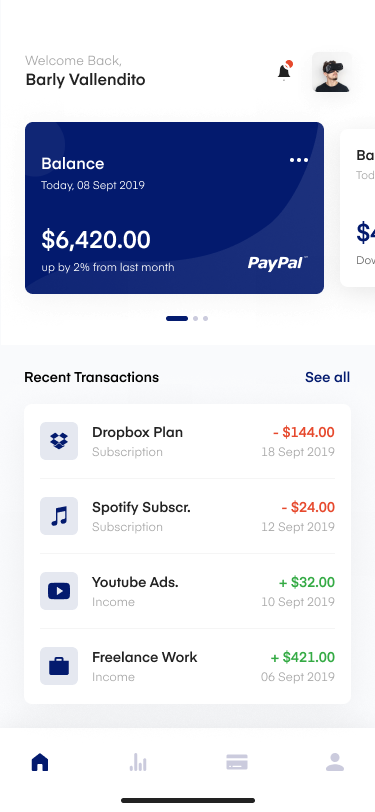 Welcome Back,
Barly Vallendito
Balance
Today, 08 Sept 2019
$6,420.00
up by 2% from last month
PayPal
Ba
Tod
$4
Dov
Recent Transactions
See all
Dropbox Plan
- $144.00
Subscription
18 Sept 2019
Spotify Subscr.
- $24.00
Subscription
12 Sept 2019
Youtube Ads.
+ $32.00
Income
10 Sept 2019
Freelance Work
+ $421.00
Income
06 Sept 2019